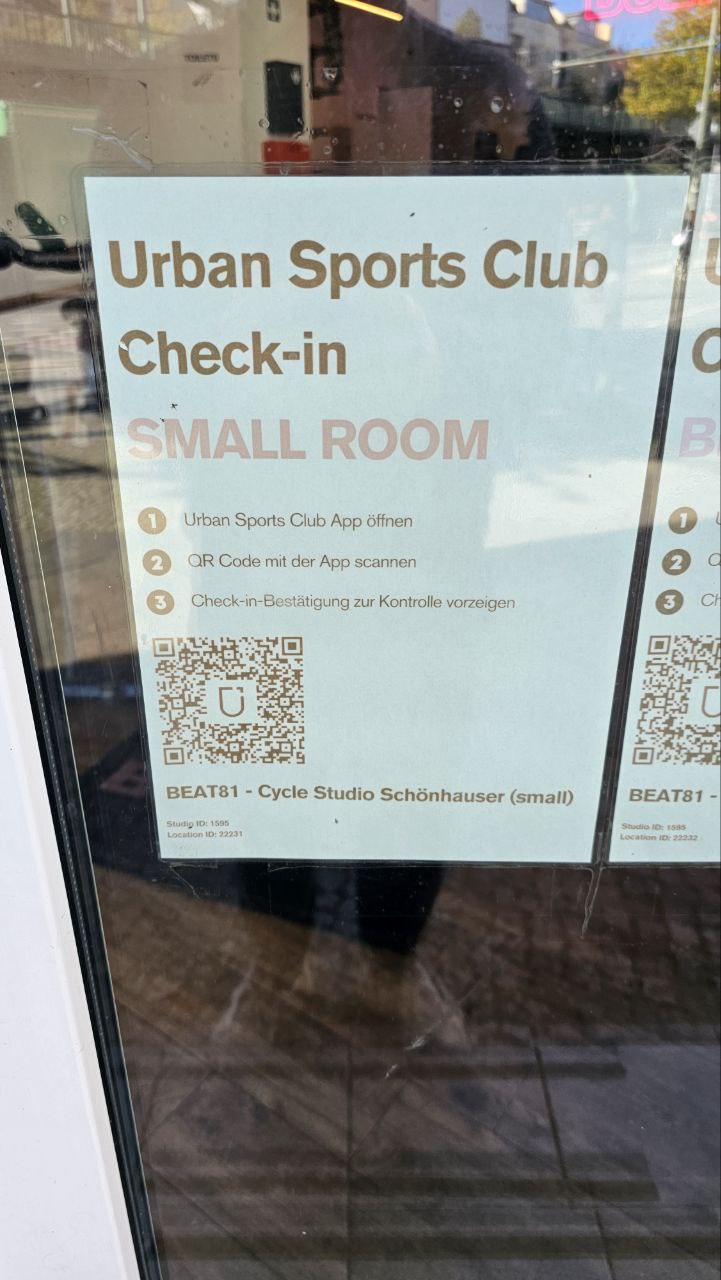 TOILETTE
Urban Sports Club
Check-in
SMALL ROOM
1 Urban Sports Club App öffnen
2 QR Code mit der App scannen
3 Check-in-Bestätigung zur Kontrolle vorzeigen
BEAT81 - Cycle Studio Schönhauser (small)
Studio ID: 1595
Location ID: 22231
1
2
3
BEAT81 -
Studio ID: 1595
Location ID: 22232